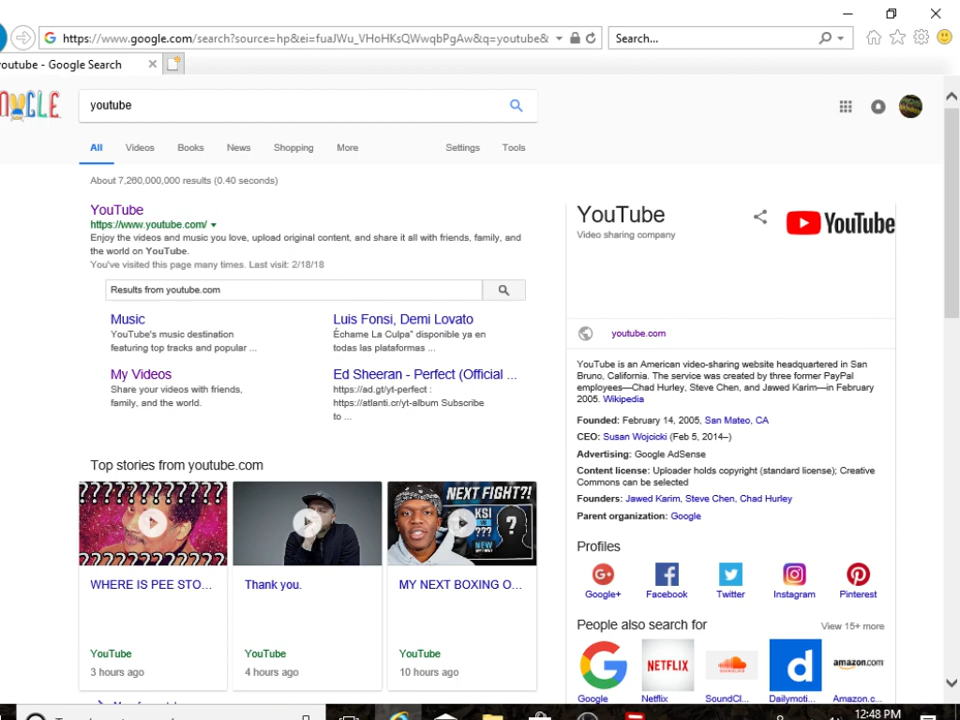 https://www.google.com/search?source=hp&ei=fuaJWu_VHoHKsQWwqbPgAw&q=youtube&
Search...
outube - Google Search
youtube
All Videos Books News Shopping More Settings Tools
About 7,260,000,000 results (0.40 seconds)
YouTube
https://www.youtube.com/
Enjoy the videos and music you love, upload original content, and share it all with friends, family, and
the world on YouTube.
You've visited this page many times. Last visit: 2/18/18
Results from youtube.com
Music
YouTube's music destination
featuring top tracks and popular ...
Luis Fonsi, Demi Lovato
Échame La Culpa" disponible ya en
todas las plataformas ...
My Videos
Share your videos with friends,
family, and the world.
Ed Sheeran - Perfect (Official ...
https://ad.gt/yt-perfect :
https://atlanti.cr/yt-album Subscribe
to ...
Top stories from youtube.com
WHERE IS PEE STO...
YouTube
3 hours ago
Thank you.
YouTube
4 hours ago
NEXT FIGHT?!
KSI
VS
???
NEW
?
MY NEXT BOXING O...
YouTube
10 hours ago
YouTube
Video sharing company
YouTube
youtube.com
YouTube is an American video-sharing website headquartered in San
Bruno, California. The service was created by three former PayPal
employees—Chad Hurley, Steve Chen, and Jawed Karim—in February
2005. Wikipedia
Founded: February 14, 2005, San Mateo, CA
CEO: Susan Wojcicki (Feb 5, 2014–)
Advertising: Google AdSense
Content license: Uploader holds copyright (standard license); Creative
Commons can be selected
Founders: Jawed Karim, Steve Chen, Chad Hurley
Parent organization: Google
Profiles
Google+ Facebook Twitter Instagram Pinterest
People also search for
View 15+ more
NETFLIX
amazon.com
Google Netflix SoundCl... Dailymoti... Amazon.c...
12:48 PM